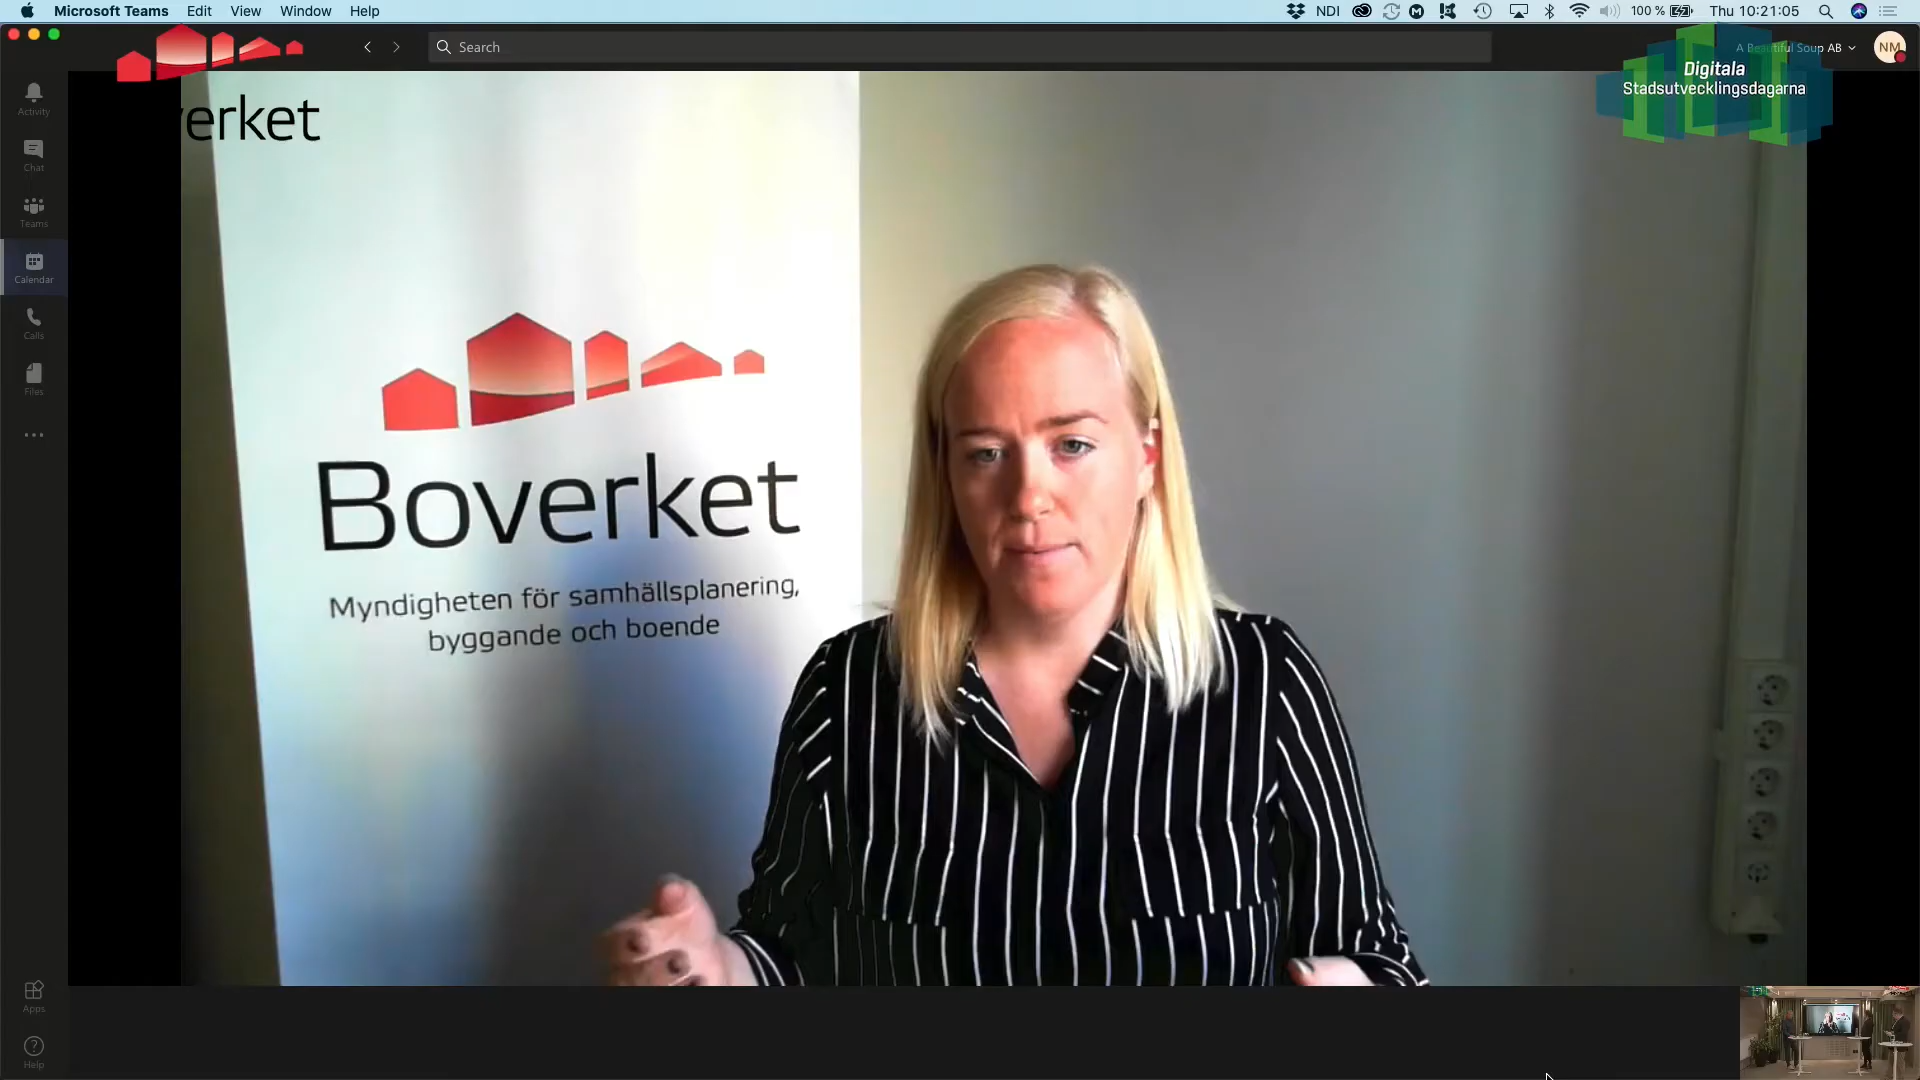 Microsoft Teams Edit View Window Help
NDI 100 % Thu 10:21:05
Search
A Beautiful Soup AB
NM
Digitala
Stadsutvecklingsdagarna
erket
Activity
Chat
Teams
Calendar
Calls
Files
Boverket
Myndigheten för samhällsplanering,
byggande och boende
Apps
Help